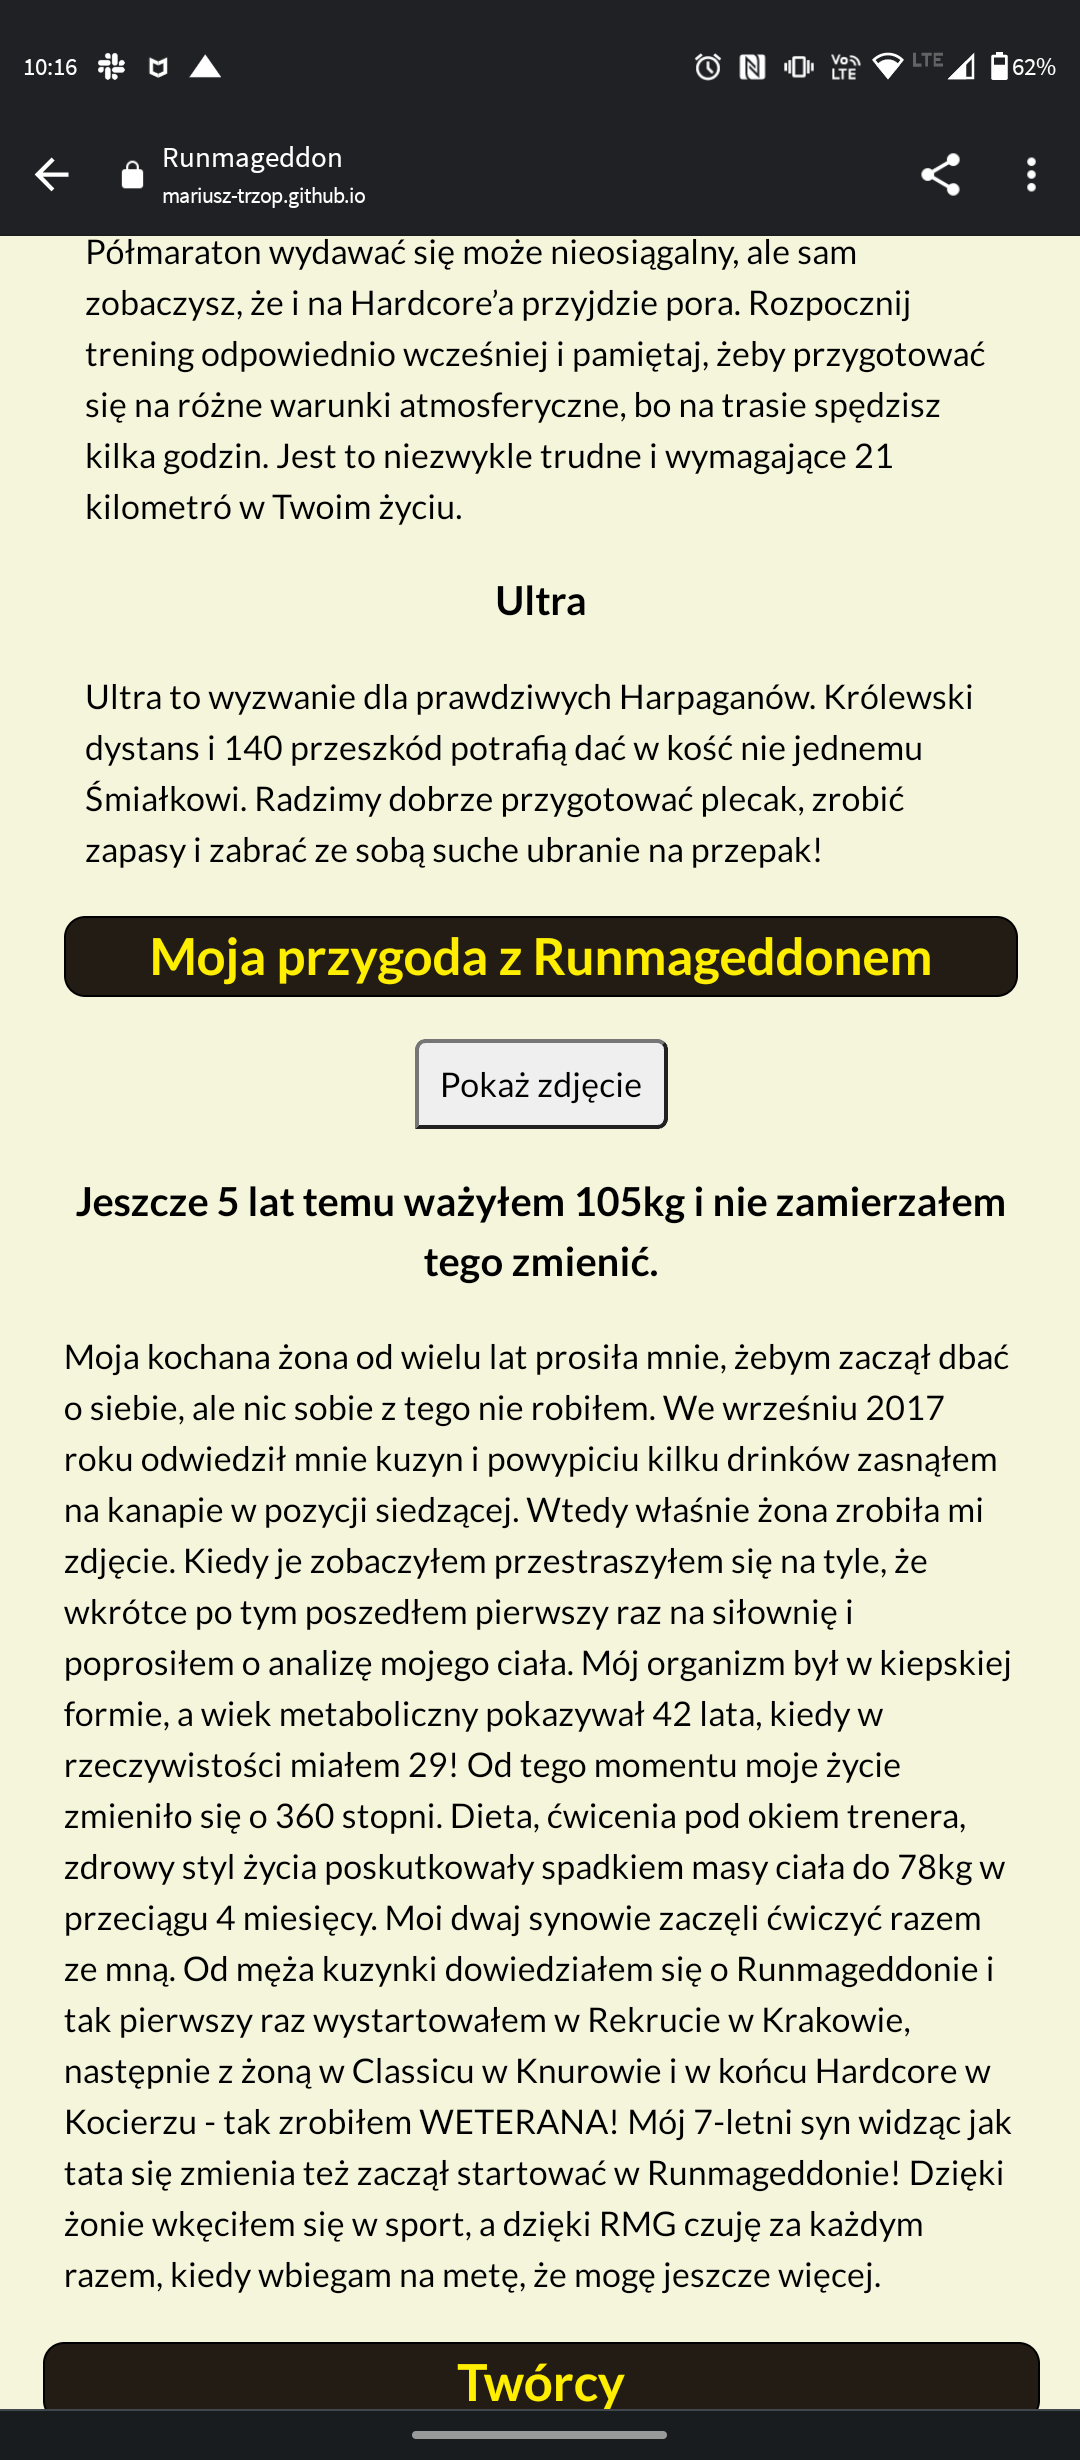 10:16
LTE
62%
Runmageddon
mariusz-trzop.github.io
Półmaraton wydawać się może nieosiągalny, ale sam
zobaczysz, że i na Hardcore’a przyjdzie pora. Rozpocznij
trening odpowiednio wcześniej i pamiętaj, żeby przygotować
się na różne warunki atmosferyczne, bo na trasie spędzisz
kilka godzin. Jest to niezwykle trudne i wymagające 21
kilometró w Twoim życiu.
Ultra
Ultra to wyzwanie dla prawdziwych Harpaganów. Królewski
dystans i 140 przeszkód potrafią dać w kość nie jednemu
Śmiałkowi. Radzimy dobrze przygotować plecak, zrobić
zapasy i zabrać ze sobą suche ubranie na przepak!
Moja przygoda z Runmageddonem
Pokaż zdjęcie
Jeszcze 5 lat temu ważyłem 105kg i nie zamierzałem
tego zmienić.
Moja kochana żona od wielu lat prosiła mnie, żebym zaczął dbać
o siebie, ale nic sobie z tego nie robiłem. We wrześniu 2017
roku odwiedził mnie kuzyn i powypiciu kilku drinków zasnąłem
na kanapie w pozycji siedzącej. Wtedy właśnie żona zrobiła mi
zdjęcie. Kiedy je zobaczyłem przestraszyłem się na tyle, że
wkrótce po tym poszedłem pierwszy raz na siłownię i
poprosiłem o analizę mojego ciała. Mój organizm był w kiepskiej
formie, a wiek metaboliczny pokazywał 42 lata, kiedy w
rzeczywistości miałem 29! Od tego momentu moje życie
zmieniło się o 360 stopni. Dieta, ćwicenia pod okiem trenera,
zdrowy styl życia poskutkowały spadkiem masy ciała do 78kg w
przeciągu 4 miesięcy. Moi dwaj synowie zaczęli ćwiczyć razem
ze mną. Od męża kuzynki dowiedziałem się o Runmageddonie i
tak pierwszy raz wystartowałem w Rekrucie w Krakowie,
następnie z żoną w Classicu w Knurowie i w końcu Hardcore w
Kocierzu - tak zrobiłem WETERANA! Mój 7-letni syn widząc jak
tata się zmienia też zaczął startować w Runmageddonie! Dzięki
żonie wkęciłem się w sport, a dzięki RMG czuję za każdym
razem, kiedy wbiegam na metę, że mogę jeszcze więcej.
Twórcy